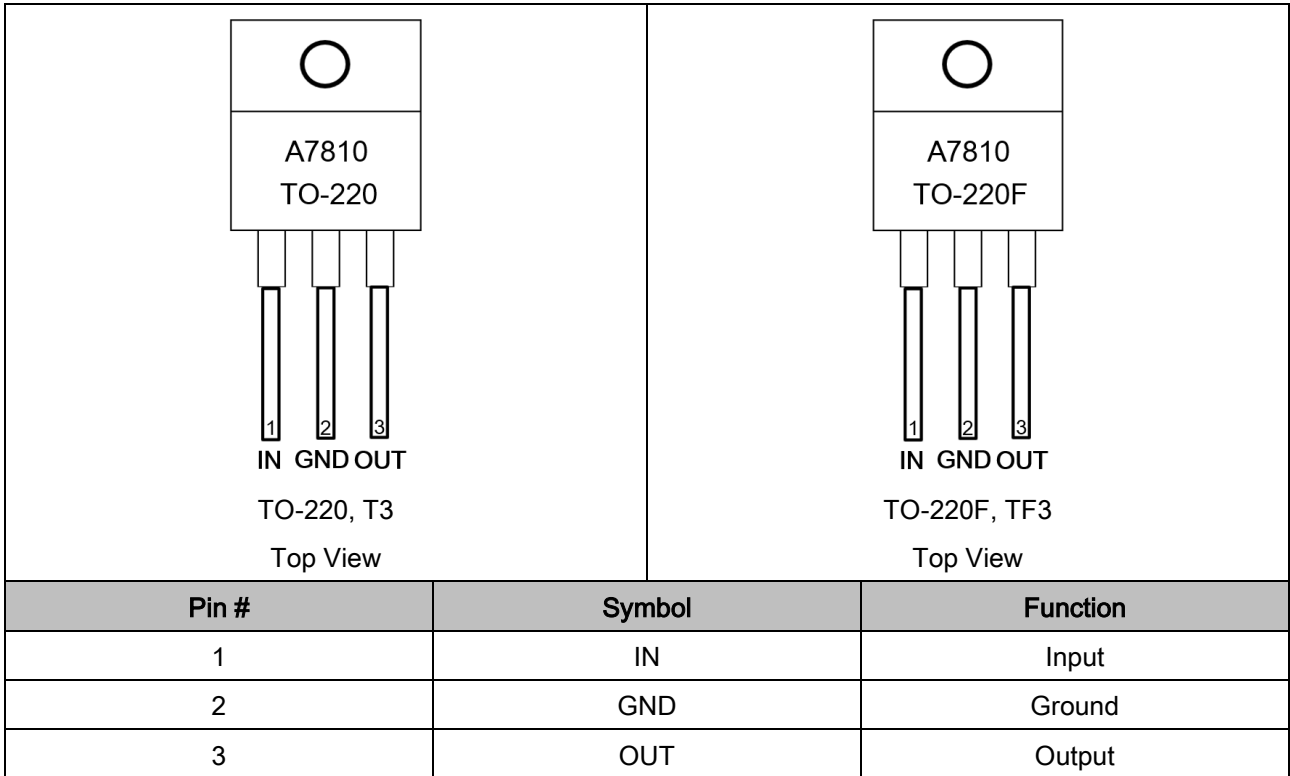 A7810
TO-220
1 2 3
IN GND OUT
TO-220, T3
Top View
A7810
TO-220F
1 2 3
IN GND OUT
TO-220F, TF3
Top View
Pin # Symbol Function
1 IN Input
2 GND Ground
3 OUT Output